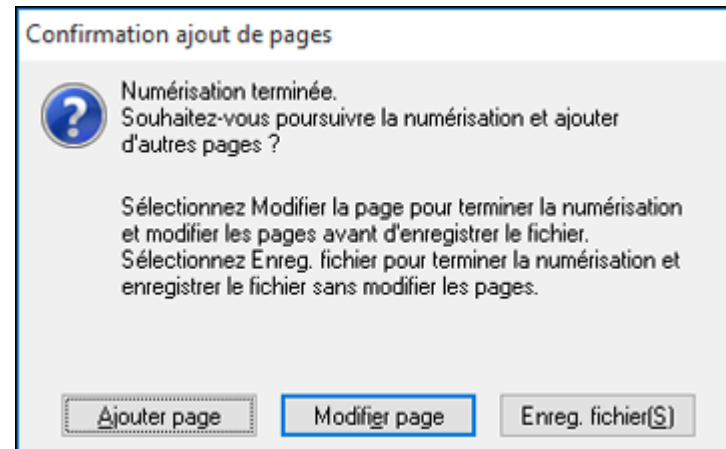 Confirmation ajout de pages
Numérisation terminée.
Souhaitez-vous poursuivre la numérisation et ajouter
d'autres pages ?
Sélectionnez Modifier la page pour terminer la numérisation
et modifier les pages avant d'enregistrer le fichier.
Sélectionnez Enreg. fichier pour terminer la numérisation et
enregistrer le fichier sans modifier les pages.
Ajouter page
Modifier page
Enreg. fichier(S)